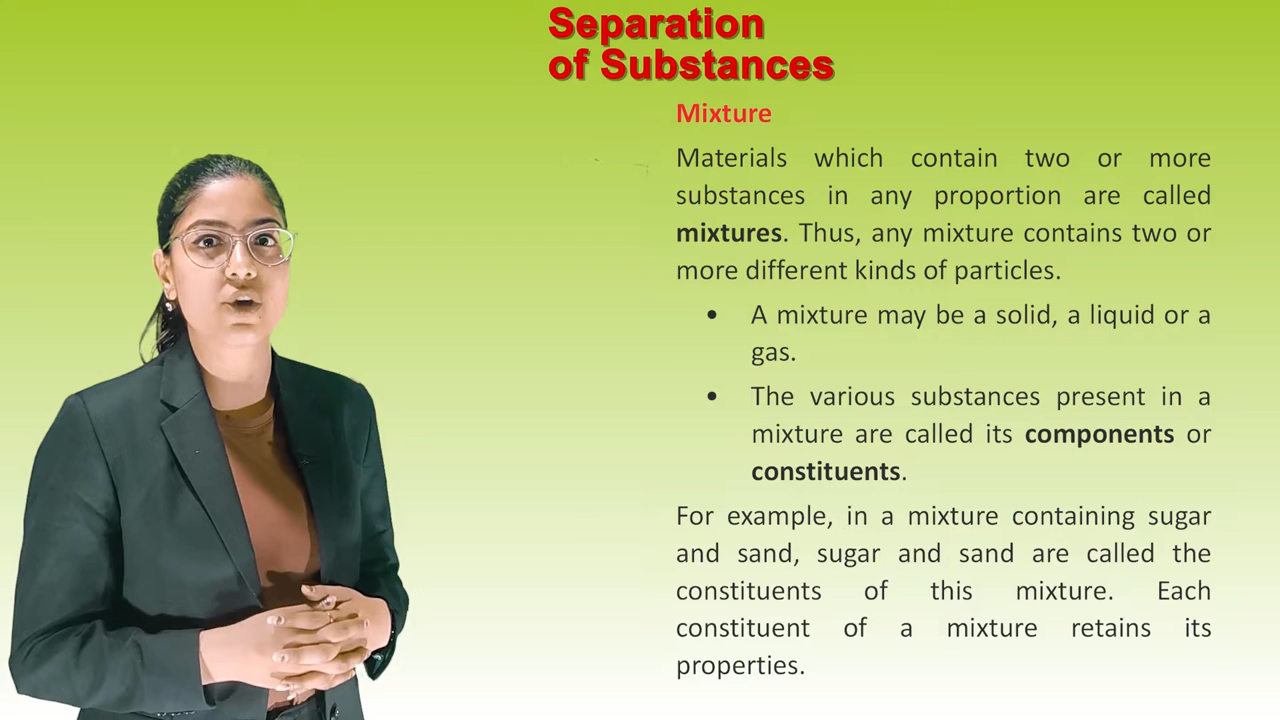 Separation
of Substances
Mixture
Materials which contain two or more
substances in any proportion are called
mixtures. Thus, any mixture contains two or
more different kinds of particles.
• A mixture may be a solid, a liquid or a
gas.
• The various substances present in a
mixture are called its components or
constituents.
For example, in a mixture containing sugar
and sand, sugar and sand are called the
constituents of this mixture. Each
constituent of a mixture retains its
properties.